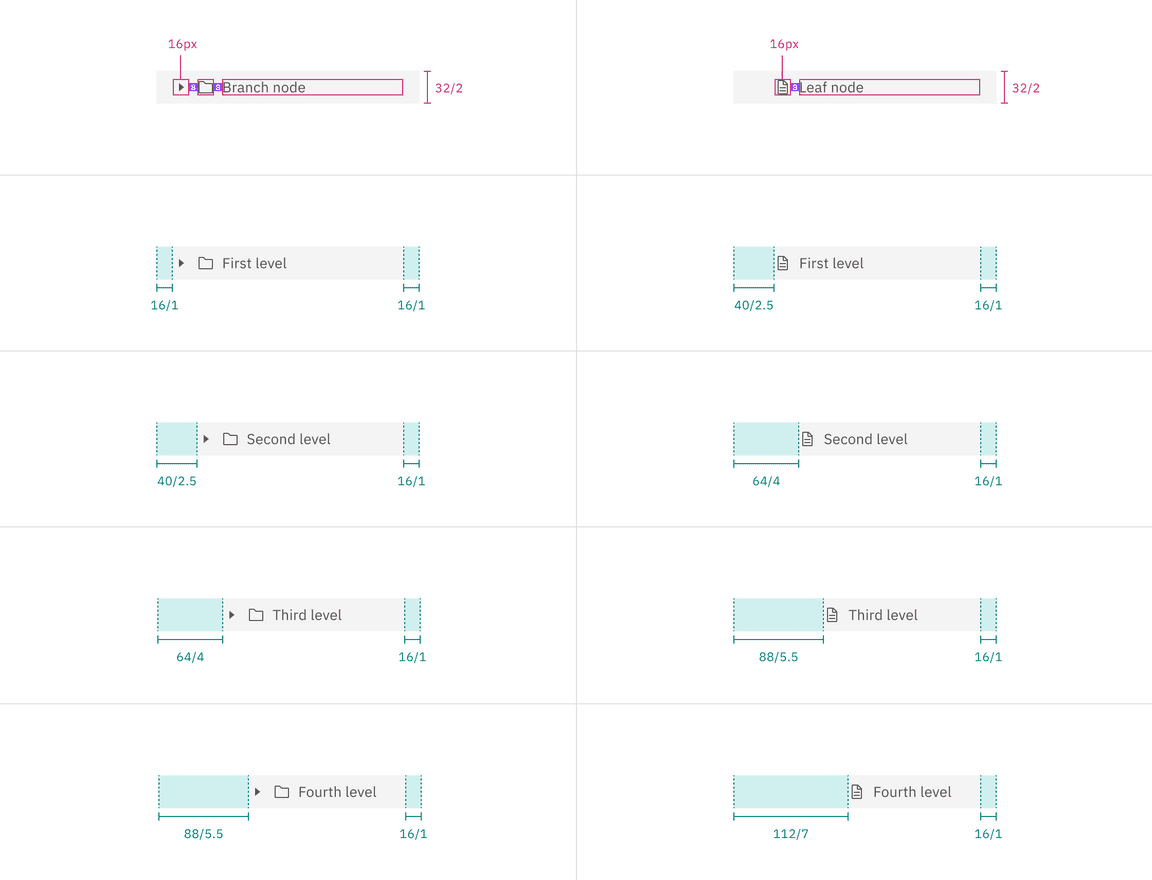 16px
16px
8
8
Branch node
32/2
8
Leaf node
32/2
First level
16/1
16/1
First level
40/2.5
16/1
Second level
40/2.5
16/1
Second level
64/4
16/1
Third level
64/4
16/1
Third level
88/5.5
16/1
Fourth level
88/5.5
16/1
Fourth level
112/7
16/1